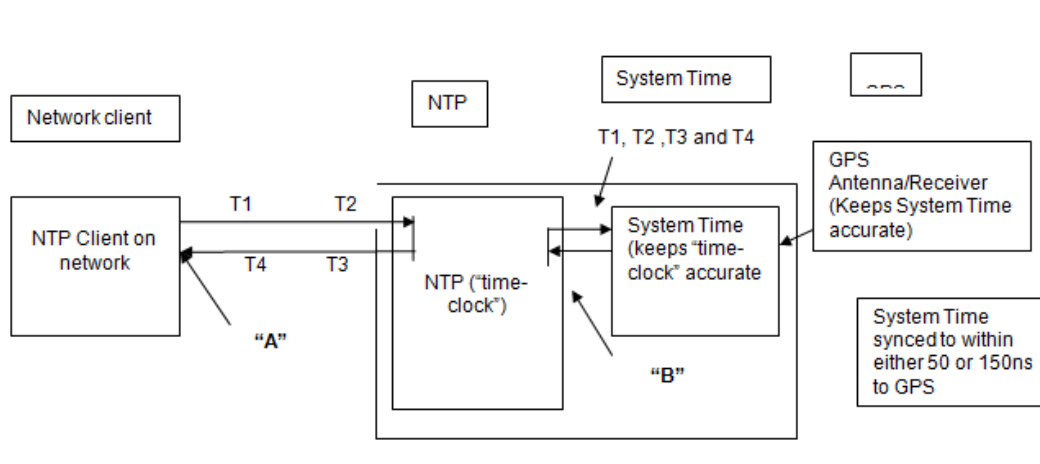 System Time
GPS
NTP
Network client
T1, T2 ,T3 and T4
GPS
Antenna/Receiver
(Keeps System Time
accurate)
T1
T2
NTP Client on
network
System Time
(keeps “time-
clock” accurate
T4
T3
NTP (“time-
clock”)
“A”
“B”
System Time
synced to within
either 50 or 150ns
to GPS